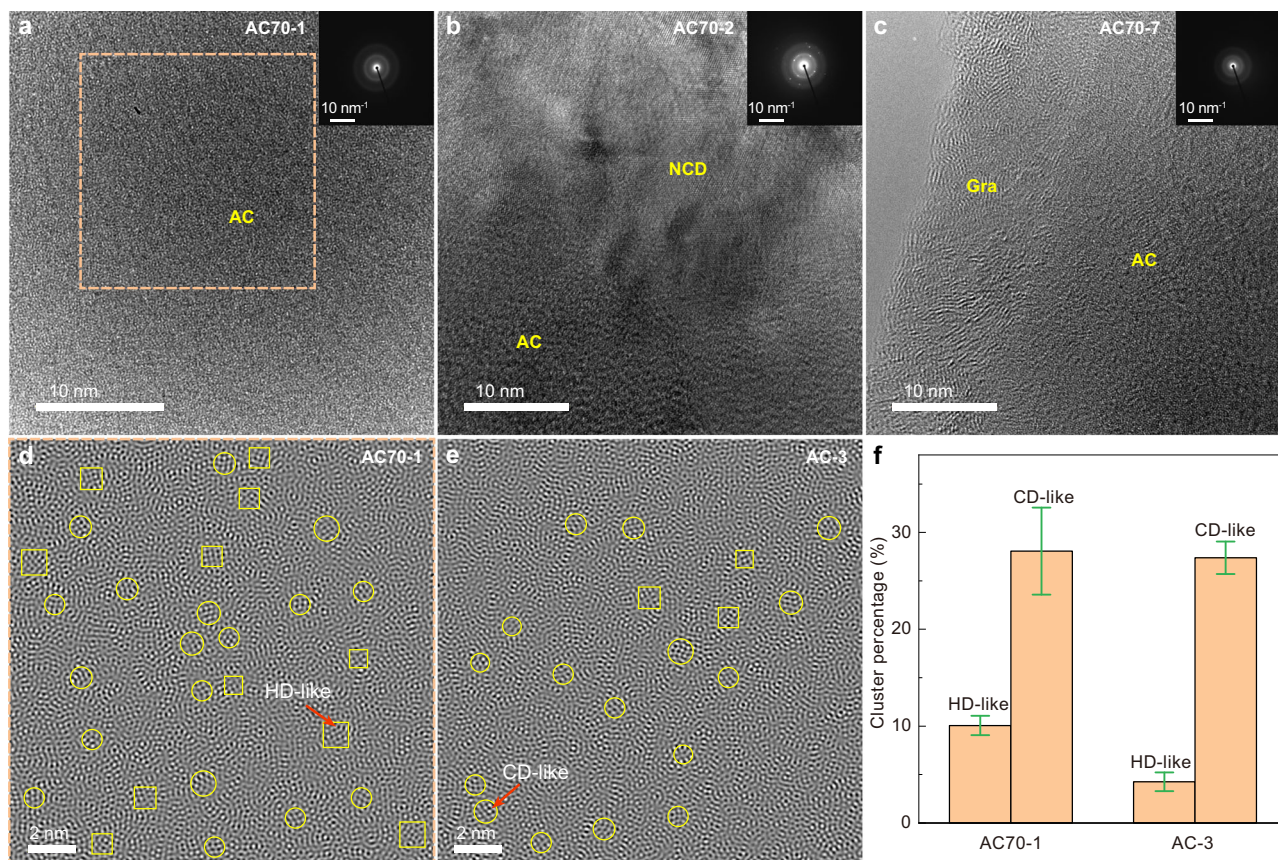 a
AC70-1
10 nm⁻¹
AC
10 nm
b
AC70-2
10 nm⁻¹
NCD
AC
10 nm
c
AC70-7
10 nm⁻¹
Gra
AC
10 nm
d
AC70-1
HD-like
2 nm
e
AC-3
CD-like
2 nm
f
Cluster percentage (%)
30
20
10
0
HD-like
CD-like
HD-like
CD-like
AC70-1
AC-3